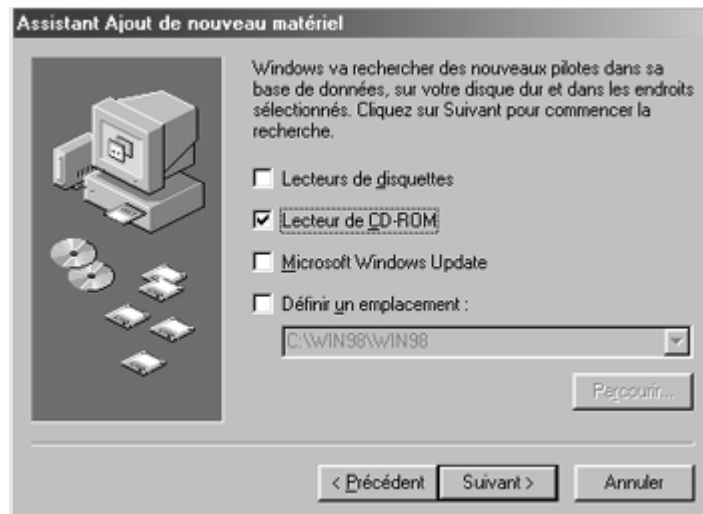 Assistant Ajout de nouveau matériel
Windows va rechercher des nouveaux pilotes dans sa
base de données, sur votre disque dur et dans les endroits
sélectionnés. Cliquez sur Suivant pour commencer la
recherche.
Lecteurs de disquettes
Lecteur de CD-ROM
Microsoft Windows Update
Définir un emplacement :
C:\WIN98\WIN98
Parcourir...
< Précédent
Suivant >
Annuler